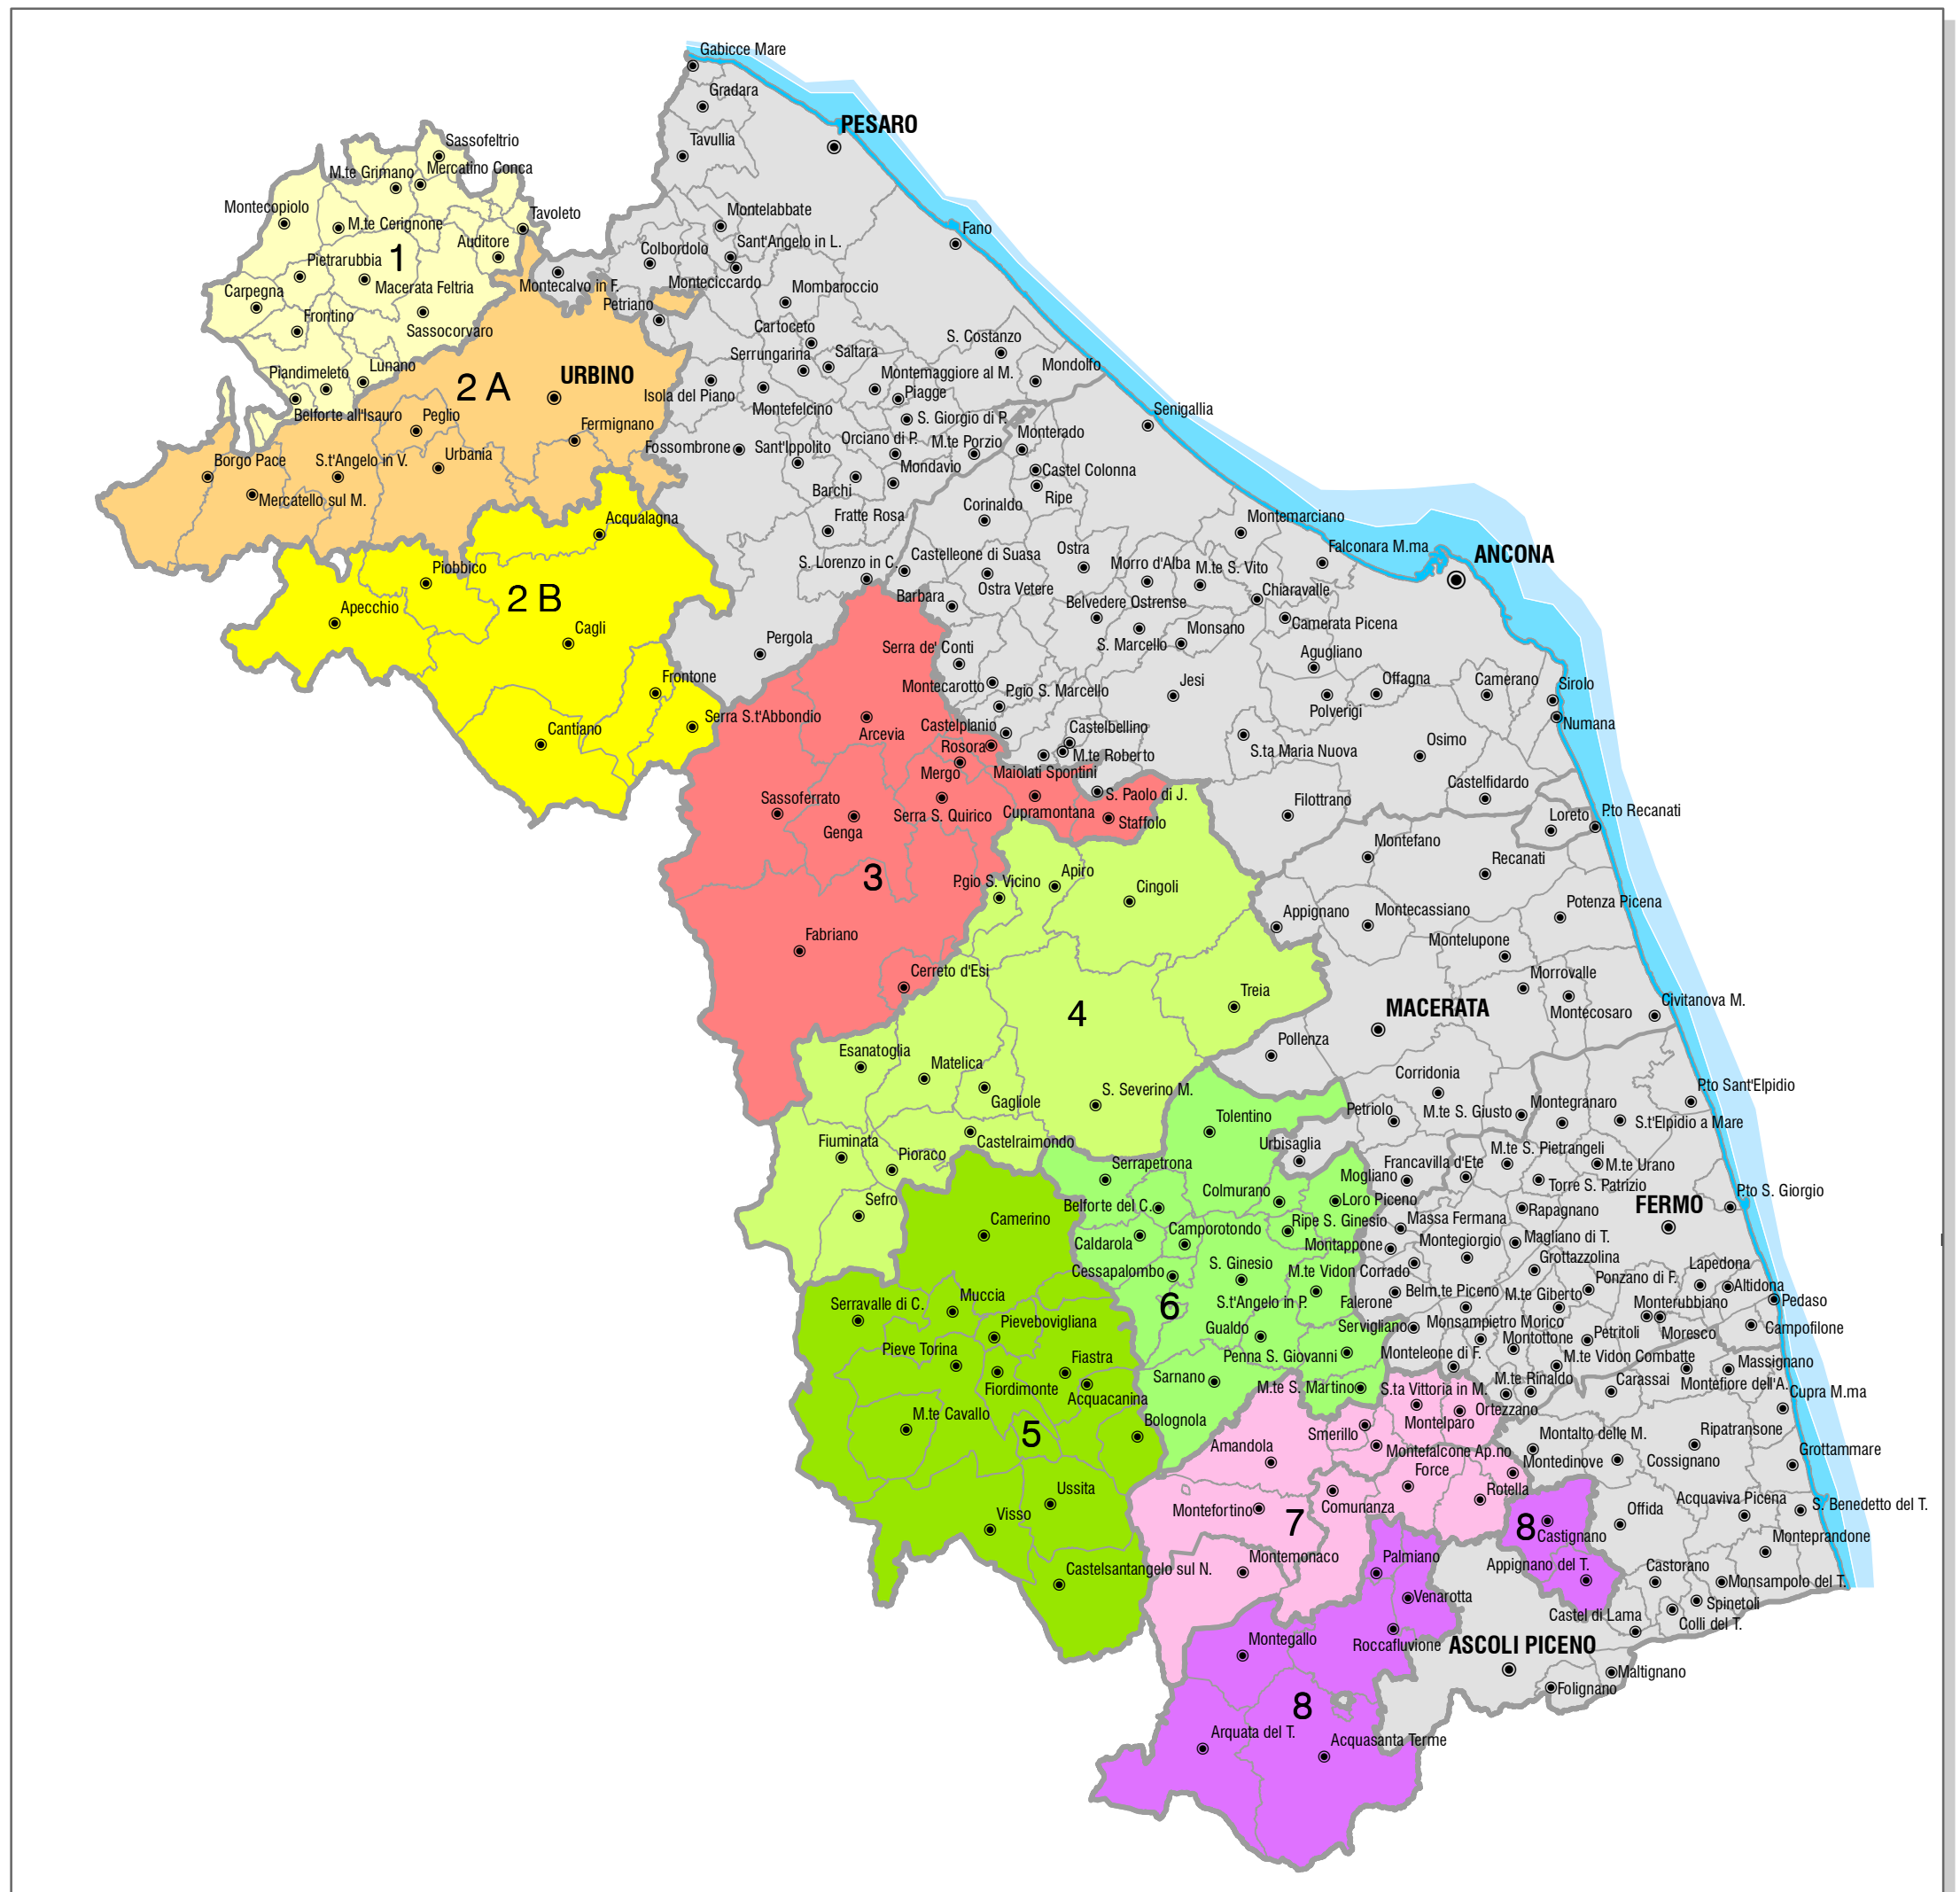 Gabicce Mare
Gradara
PESARO
Tavullia
Sassofeltrio
M.te Grimano
Mercatino Conca
Montecopiolo
M.te Cerignone
Tavoleto
Auditore
1
Pietrarubbia
Macerata Feltria
Carpegna
Frontino
Sassocorvaro
Piandimeleto
Lunano
Belforte all'Isauro
Montelabbate
Colbordolo
Sant'Angelo in L.
Fano
Montecalvo in F.
Monteciccardo
Petriano
Mombaroccio
Cartoceto
S. Costanzo
Serrungarina
Saltara
Mondolfo
Isola del Piano
Montemaggiore al M.
Piagge
Montefelcino
S. Giorgio di P.
2 A
URBINO
Peglio
Fermignano
Senigallia
Fossombrone
Sant'Ippolito
Orciano di P.
M.te Porzio
Monterado
Borgo Pace
S.t'Angelo in V.
Urbania
Mondavio
Castel Colonna
Mercatello sul M.
Barchi
Ripe
Corinaldo
Acqualagna
Fratte Rosa
Montemarciano
Falconara M.ma
ANCONA
Piobbico
S. Lorenzo in C.
Castelleone di Suasa
Ostra
Morro d'Alba
M.te S. Vito
2 B
Barbara
Ostra Vetere
Chiaravalle
Apecchio
Belvedere Ostrense
Camerata Picena
Cagli
Pergola
Serra de' Conti
S. Marcello
Monsano
Agugliano
Frontone
Montecarotto
P.gio S. Marcello
Jesi
Offagna
Camerano
Sirolo
Polverigi
Serra S.t'Abbondio
Arcevia
Castelplanio
Castelbellino
Numana
Cantiano
Rosora
M.te Roberto
S.ta Maria Nuova
Osimo
Mergo
Maiolati Spontini
Castelfidardo
Sassoferrato
Serra S. Quirico
Cupramontana
S. Paolo di J.
Filottrano
Genga
Staffolo
Loreto
P.to Recanati
Montefano
Recanati
3
P.gio S. Vicino
Apiro
Cingoli
Appignano
Montecassiano
Potenza Picena
Fabriano
Montelupone
Cerreto d'Esi
Morrovalle
Treia
MACERATA
Montecosaro
Civitanova M.
4
Esanatoglia
Matelica
Pollenza
Gagliole
S. Severino M.
Corridonia
P.to Sant'Elpidio
Tolentino
Petriolo
M.te S. Giusto
Montegranaro
S.t'Elpidio a Mare
Fiuminata
Pioraco
Castelraimondo
Urbisaglia
Serrapetrona
Mogliano
Francavilla d'Ete
M.te S. Pietrangeli
M.te Urano
Torre S. Patrizio
Sefro
Colmurano
Loro Piceno
Rapagnano
FERMO
P.to S. Giorgio
Camerino
Belforte del C.
Camporotondo
Ripe S. Ginesio
Massa Fermana
Magliano di T.
Caldarola
Montappone
Montegiorgio
Grottazzolina
Cessapalombo
S. Ginesio
M.te Vidon Corrado
Ponzano di F.
Lapedona
Altidona
Serravalle di C.
Muccia
6
S.t'Angelo in P.
Falerone
Belm.te Piceno
M.te Giberto
Monterubbiano
Pedaso
Pievebovigliana
Gualdo
Servigliano
Monsampietro Morico
Petritoli
Moresco
Campofilone
Pieve Torina
Fiastra
Penna S. Giovanni
Monteleone di F.
Montottone
M.te Vidon Combatte
Massignano
Fiordimonte
Acquacanina
Sarnano
M.te S. Martino
S.ta Vittoria in M.
M.te Rinaldo
Carassai
Montefiore dell'A.
Cupra M.ma
M.te Cavallo
5
Bolognola
Smerillo
Montelparo
Ortezzano
Amandola
Montefalcone Ap.no
Montalto delle M.
Ripatransone
Montedinove
Cossignano
Grottammare
Ussita
Force
Comunanza
Rotella
Visso
Montefortino
7
8
Castignano
Offida
Acquaviva Picena
S. Benedetto del T.
Monteprandone
Castelsantangelo sul N.
Montemonaco
Palmiano
Appignano del T.
Castorano
Monsampolo del T.
Venarotta
Spinetoli
Castel di Lama
Colli del T.
Montegallo
Roccafluvione
ASCOLI PICENO
Maltignano
Folignano
8
Arquata del T.
Acquasanta Terme